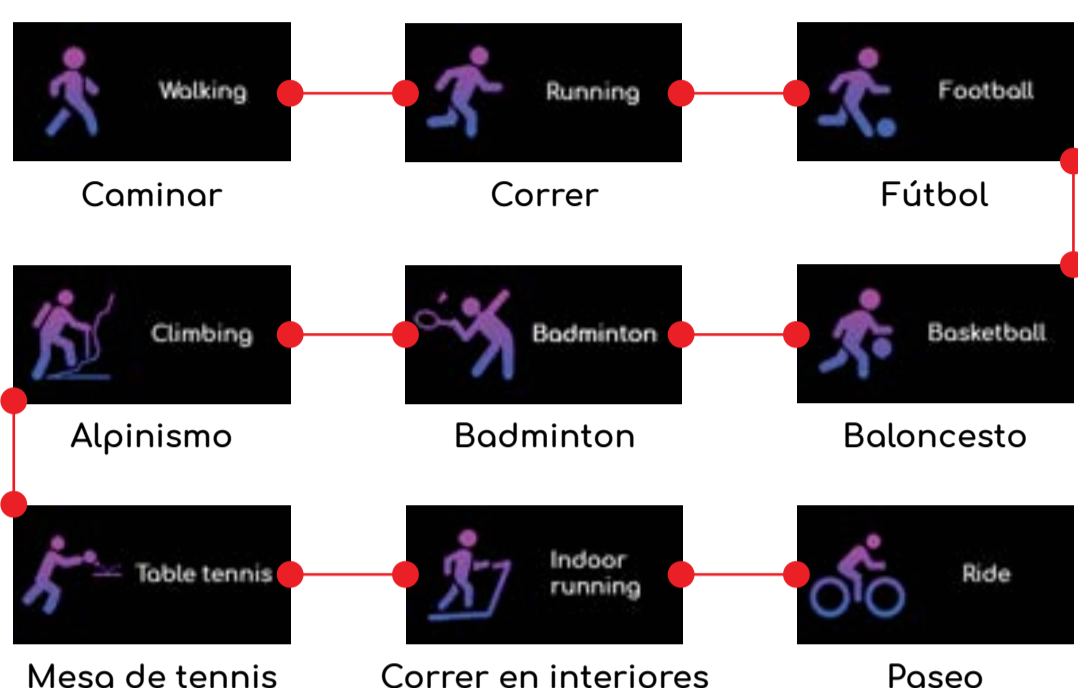 Walking
Running
Football
Caminar
Correr
Fútbol
Climbing
Badminton
Basketball
Alpinismo
Badminton
Baloncesto
Table tennis
Indoor
running
Ride
Mesa de tennis
Correr en interiores
Paseo